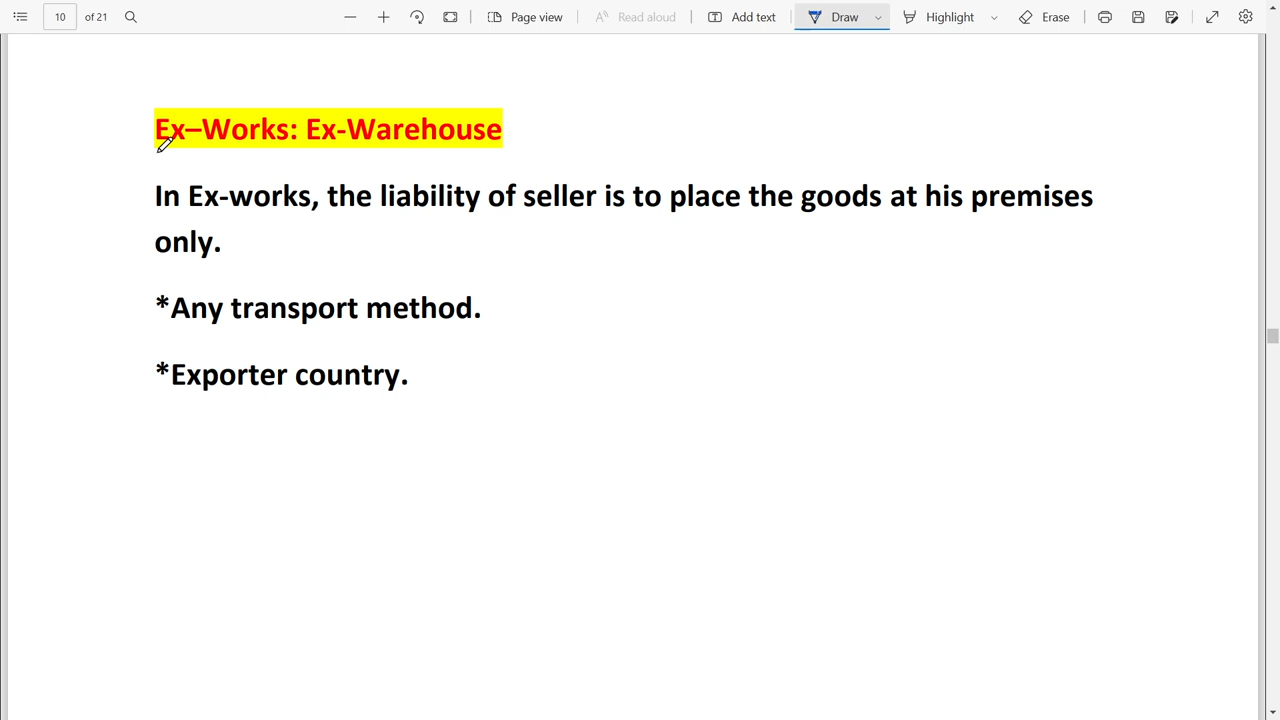 10 of 21 Page view Read aloud Add text Draw Highlight Erase
Ex–Works: Ex-Warehouse
In Ex-works, the liability of seller is to place the goods at his premises
only.
*Any transport method.
*Exporter country.